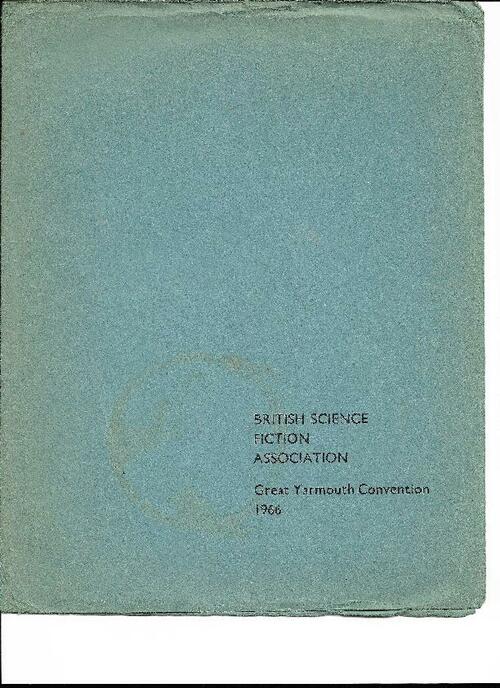 BRITISH SCIENCE
FICTION
ASSOCIATION
Great Yarmouth Convention
1966